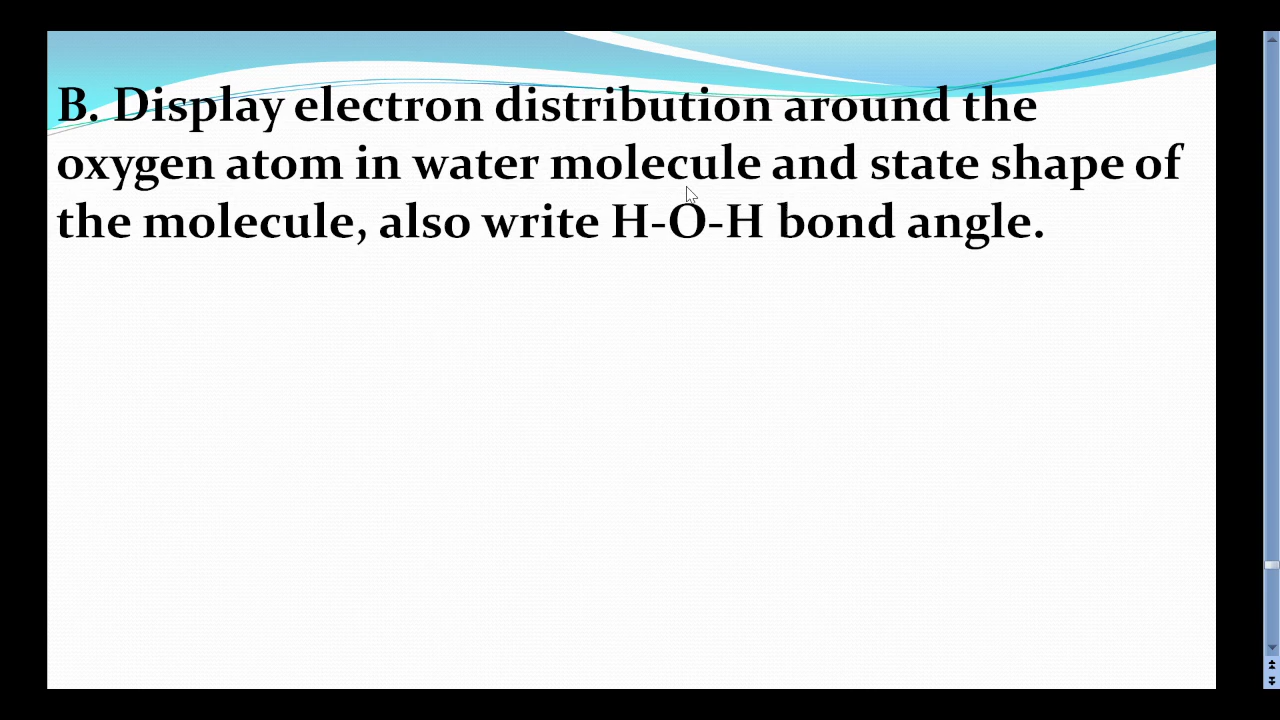 B. Display electron distribution around the
oxygen atom in water molecule and state shape of
the molecule, also write H-O-H bond angle.